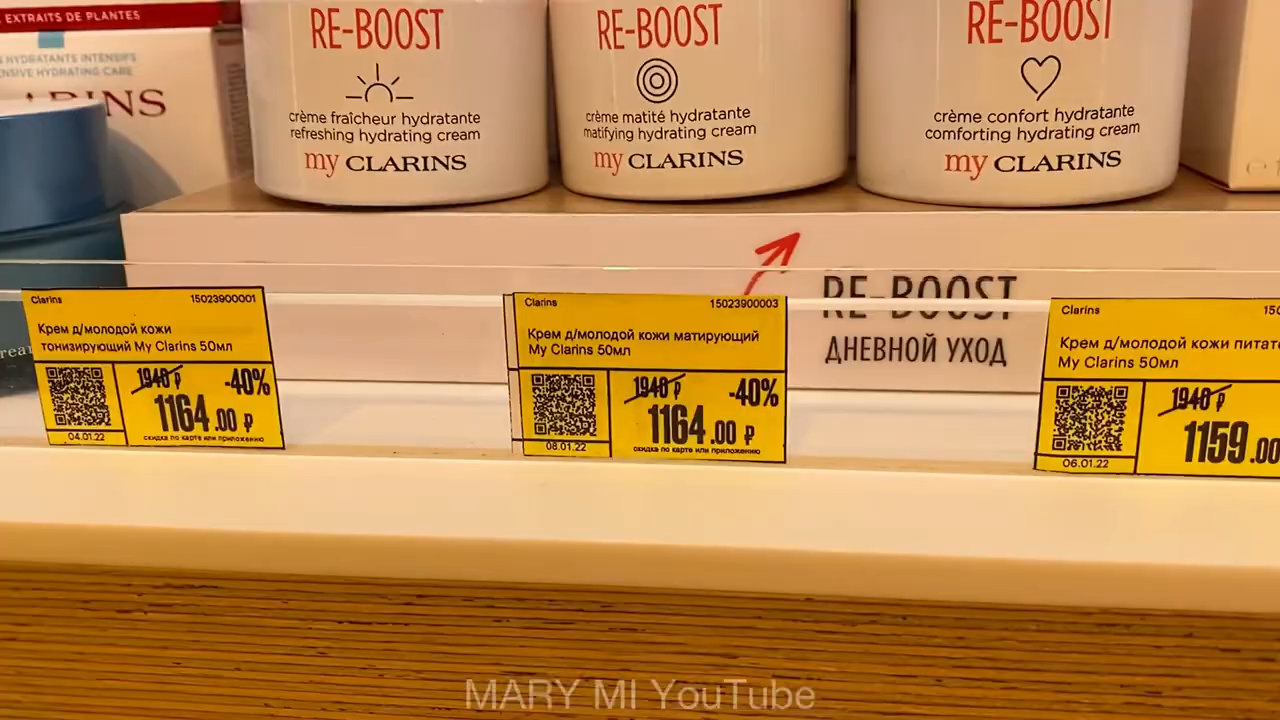 EXTRAITS DE PLANTES
HYDRATANTS INTENSIFS
HYDRATING CARE
RE-BOOST
crème fraîcheur hydratante
refreshing hydrating cream
my CLARINS
RE-BOOST
crème matité hydratante
matifying hydrating cream
my CLARINS
RE-BOOST
crème confort hydratante
comforting hydrating cream
my CLARINS
RE-BOOST
ДНЕВНОЙ УХОД
Clarins 15023900001
Крем д/молодой кожи
тонизирующий My Clarins 50мл
1940 ₽ -40%
1164.00 ₽
04.01.22 скидка по карте или приложению
Clarins 15023900003
Крем д/молодой кожи матирующий
My Clarins 50мл
1940 ₽ -40%
1164.00 ₽
08.01.22 скидка по карте или приложению
Clarins
Крем д/молодой кожи
My Clarins 50мл
1940 ₽
1159.00
06.01.22
MARY MI YouTube